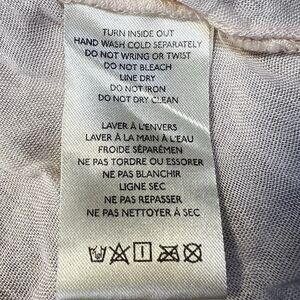 TURN INSIDE OUT
HAND WASH COLD SEPARATELY
DO NOT WRING OR TWIST
DO NOT BLEACH
LINE DRY
DO NOT IRON
DO NOT DRY CLEAN
LAVER À L'ENVERS
LAVER À LA MAIN À L'EAU
FROIDE SÉPARÉMEN
NE PAS TORDRE OU ESSORER
NE PAS BLANCHIR
LIGNE SEC
NE PAS REPASSER
NE PAS NETTOYER À SEC